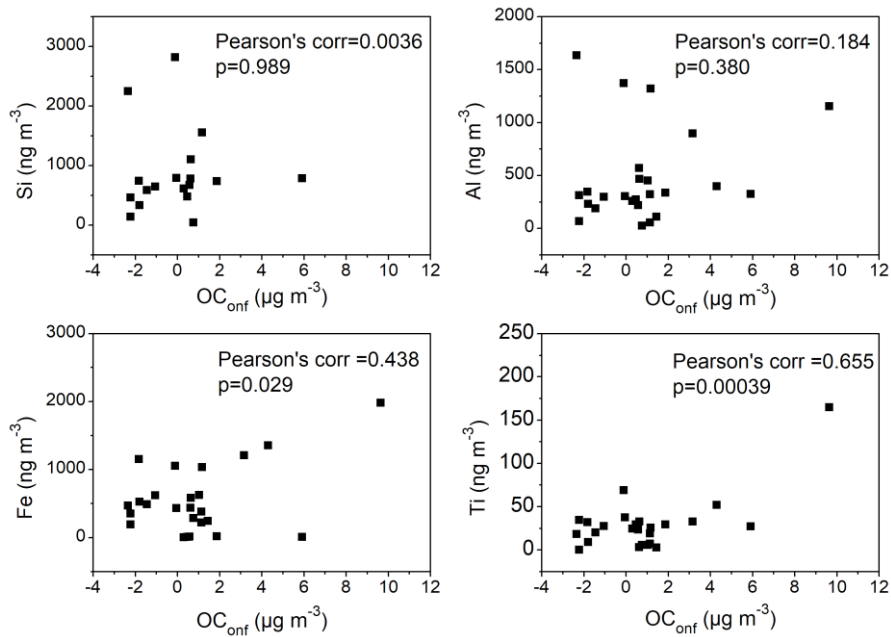 Pearson's corr=0.0036
p=0.989
3000
2000
1000
0
Si (ng m⁻³)
-4 -2 0 2 4 6 8 10 12
OC_onf (µg m⁻³)
Pearson's corr=0.184
p=0.380
2000
1500
1000
500
0
Al (ng m⁻³)
-4 -2 0 2 4 6 8 10 12
OC_onf (µg m⁻³)
Pearson's corr =0.438
p=0.029
3000
2000
1000
0
Fe (ng m⁻³)
-4 -2 0 2 4 6 8 10 12
OC_onf (µg m⁻³)
Pearson's corr =0.655
p=0.00039
250
200
150
100
50
0
Ti (ng m⁻³)
-4 -2 0 2 4 6 8 10 12
OC_onf (µg m⁻³)